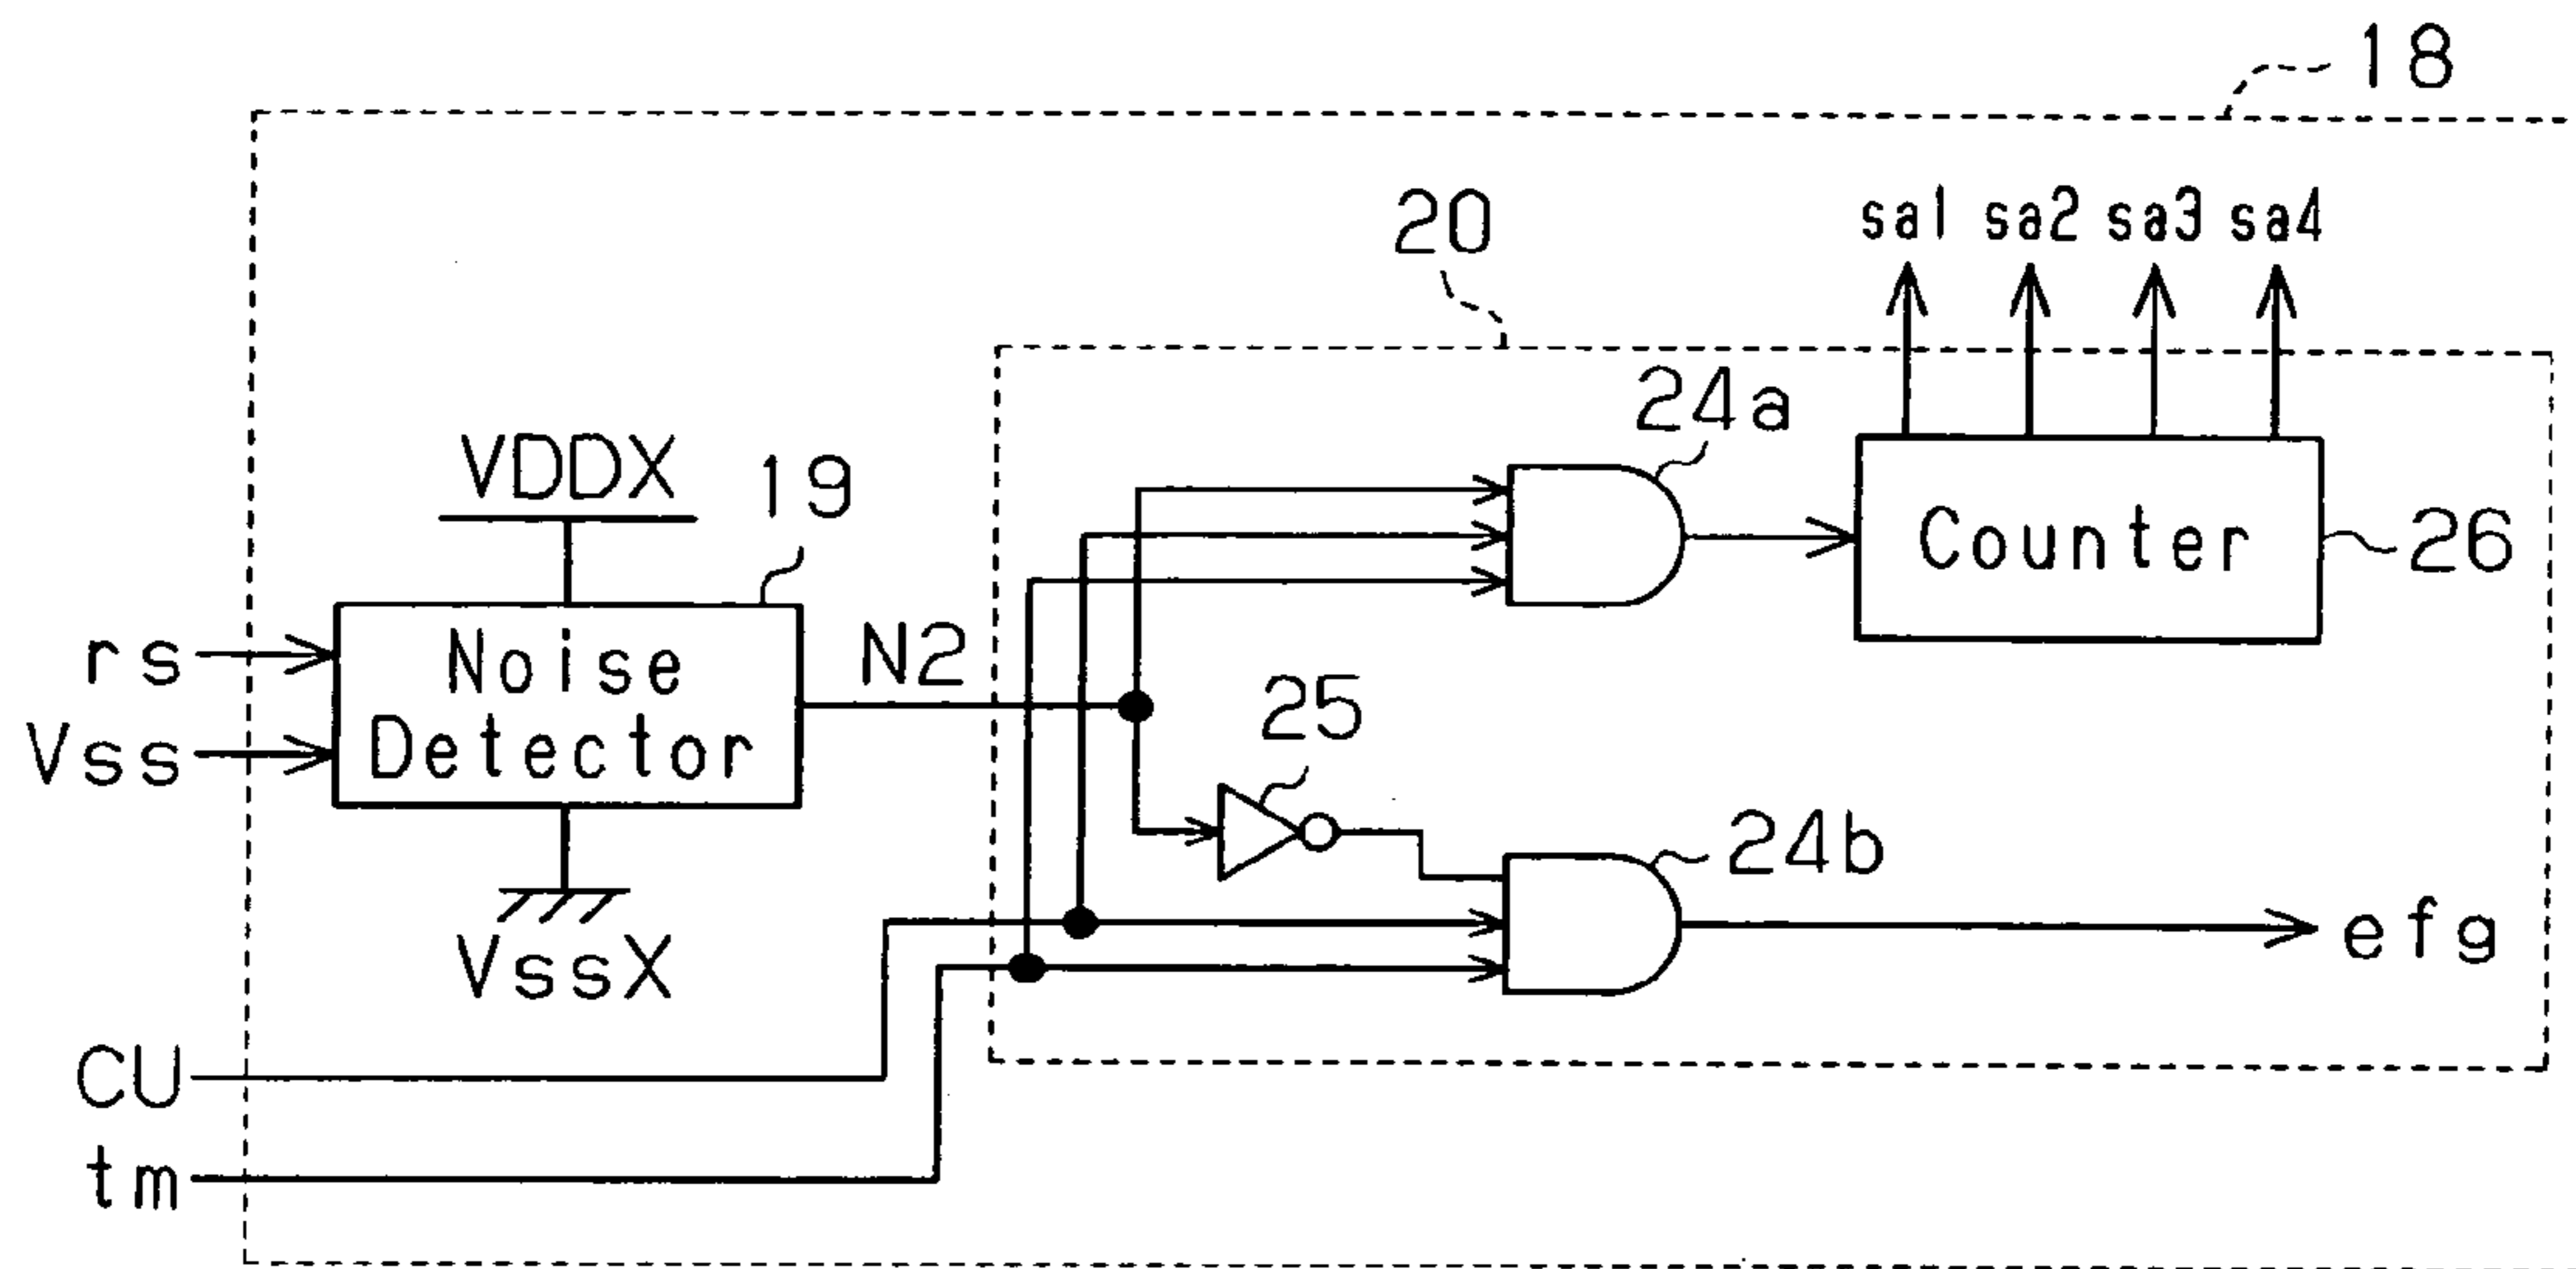 18
20
sa1 sa2 sa3 sa4
24a
VDDX
19
Counter
26
rs
Noise
Detector
N2
Vss
25
24b
VssX
efg
CU
tm